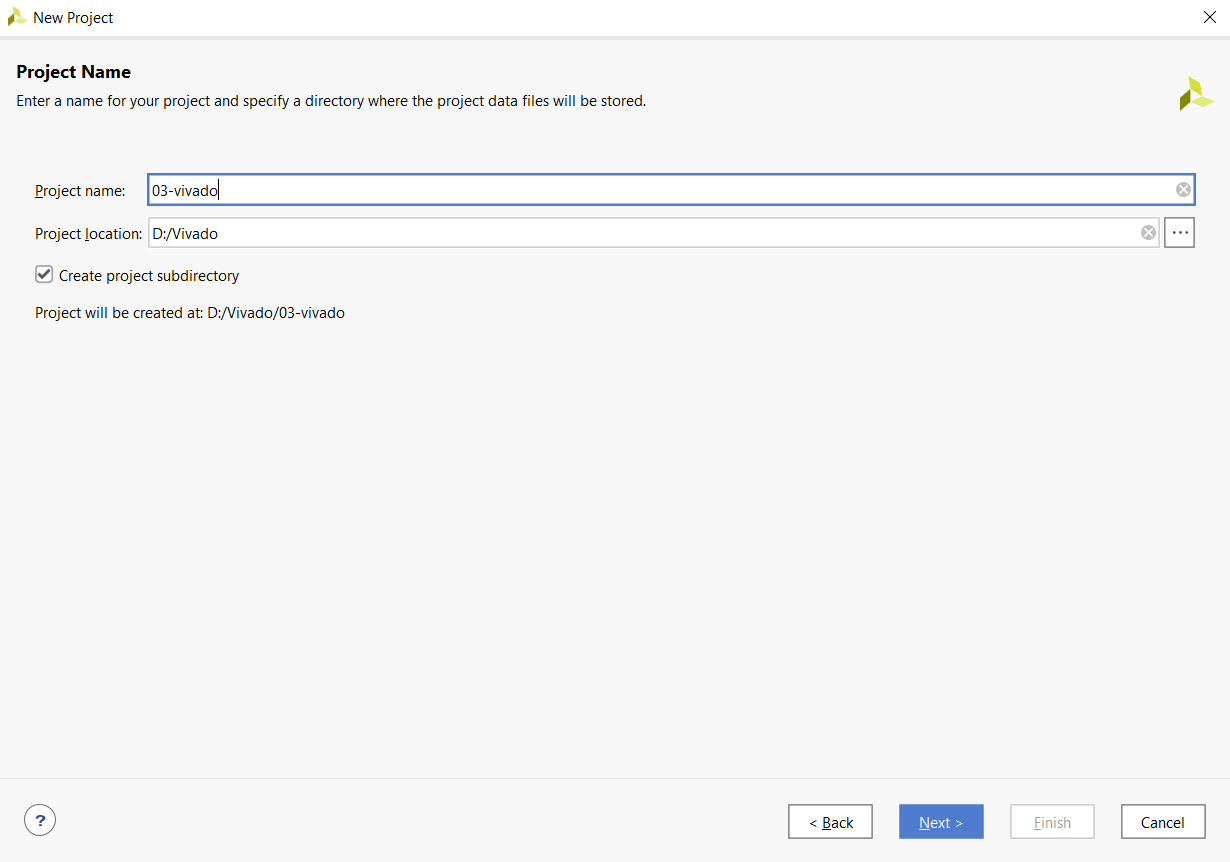 New Project
Project Name
Enter a name for your project and specify a directory where the project data files will be stored.
Project name: 03-vivado
Project location: D:/Vivado
Create project subdirectory
Project will be created at: D:/Vivado/03-vivado
? < Back Next > Finish Cancel